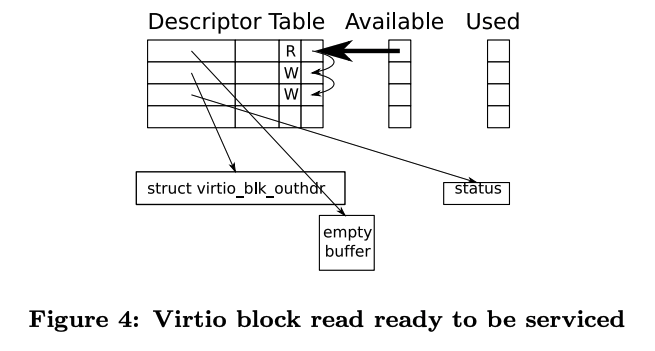 Descriptor Table Available Used
R
W
W
struct virtio_blk_outhdr
status
empty
buffer
Figure 4: Virtio block read ready to be serviced